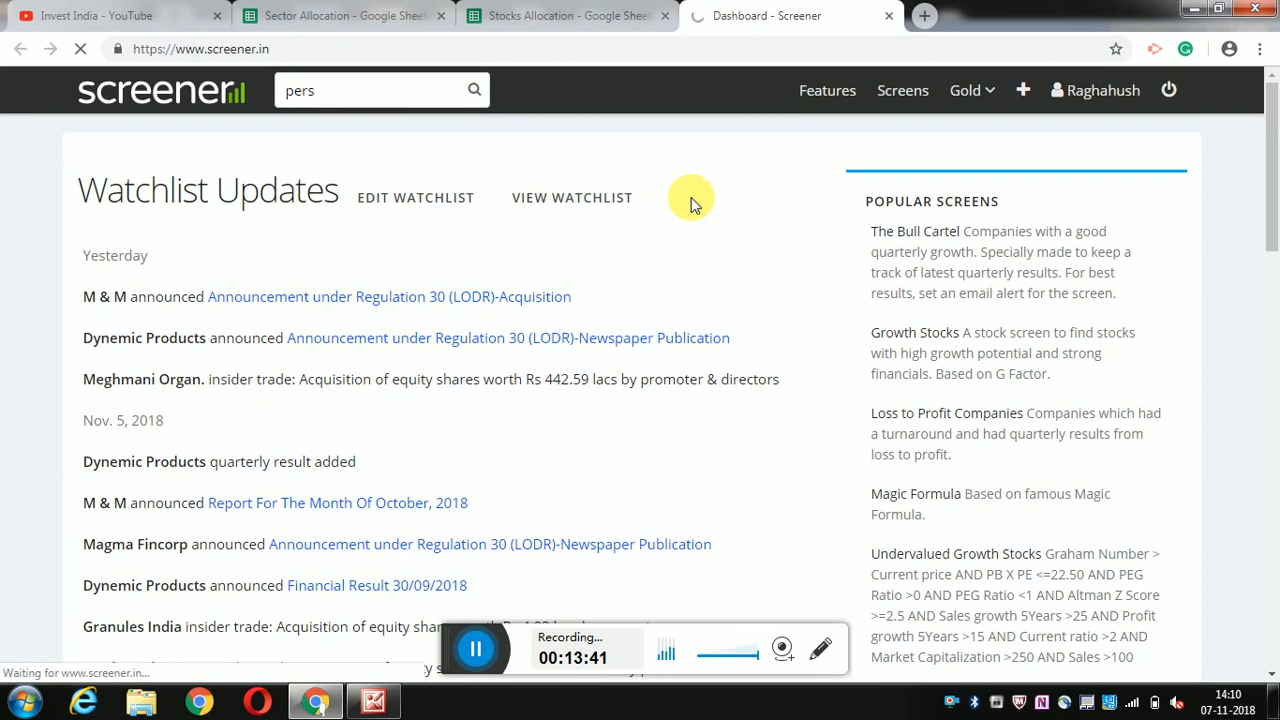 Invest India - YouTube
Sector Allocation - Google Sheet
Stocks Allocation - Google Sheet
Dashboard - Screener
https://www.screener.in
screener
pers
Features
Screens
Gold
Raghahush
Watchlist Updates
EDIT WATCHLIST
VIEW WATCHLIST
Yesterday
M & M announced Announcement under Regulation 30 (LODR)-Acquisition
Dynemic Products announced Announcement under Regulation 30 (LODR)-Newspaper Publication
Meghmani Organ. insider trade: Acquisition of equity shares worth Rs 442.59 lacs by promoter & directors
Nov. 5, 2018
Dynemic Products quarterly result added
M & M announced Report For The Month Of October, 2018
Magma Fincorp announced Announcement under Regulation 30 (LODR)-Newspaper Publication
Dynemic Products announced Financial Result 30/09/2018
Granules India insider trade: Acquisition of equity
POPULAR SCREENS
The Bull Cartel Companies with a good
quarterly growth. Specially made to keep a
track of latest quarterly results. For best
results, set an email alert for the screen.
Growth Stocks A stock screen to find stocks
with high growth potential and strong
financials. Based on G Factor.
Loss to Profit Companies Companies which had
a turnaround and had quarterly results from
loss to profit.
Magic Formula Based on famous Magic
Formula.
Undervalued Growth Stocks Graham Number >
Current price AND PB X PE <=22.50 AND PEG
Ratio >0 AND PEG Ratio <1 AND Altman Z Score
>=2.5 AND Sales growth 5Years >25 AND Profit
growth 5Years >15 AND Current ratio >2 AND
Market Capitalization >250 AND Sales >100
Recording...
00:13:41
Waiting for www.screener.in...
14:10
07-11-2018